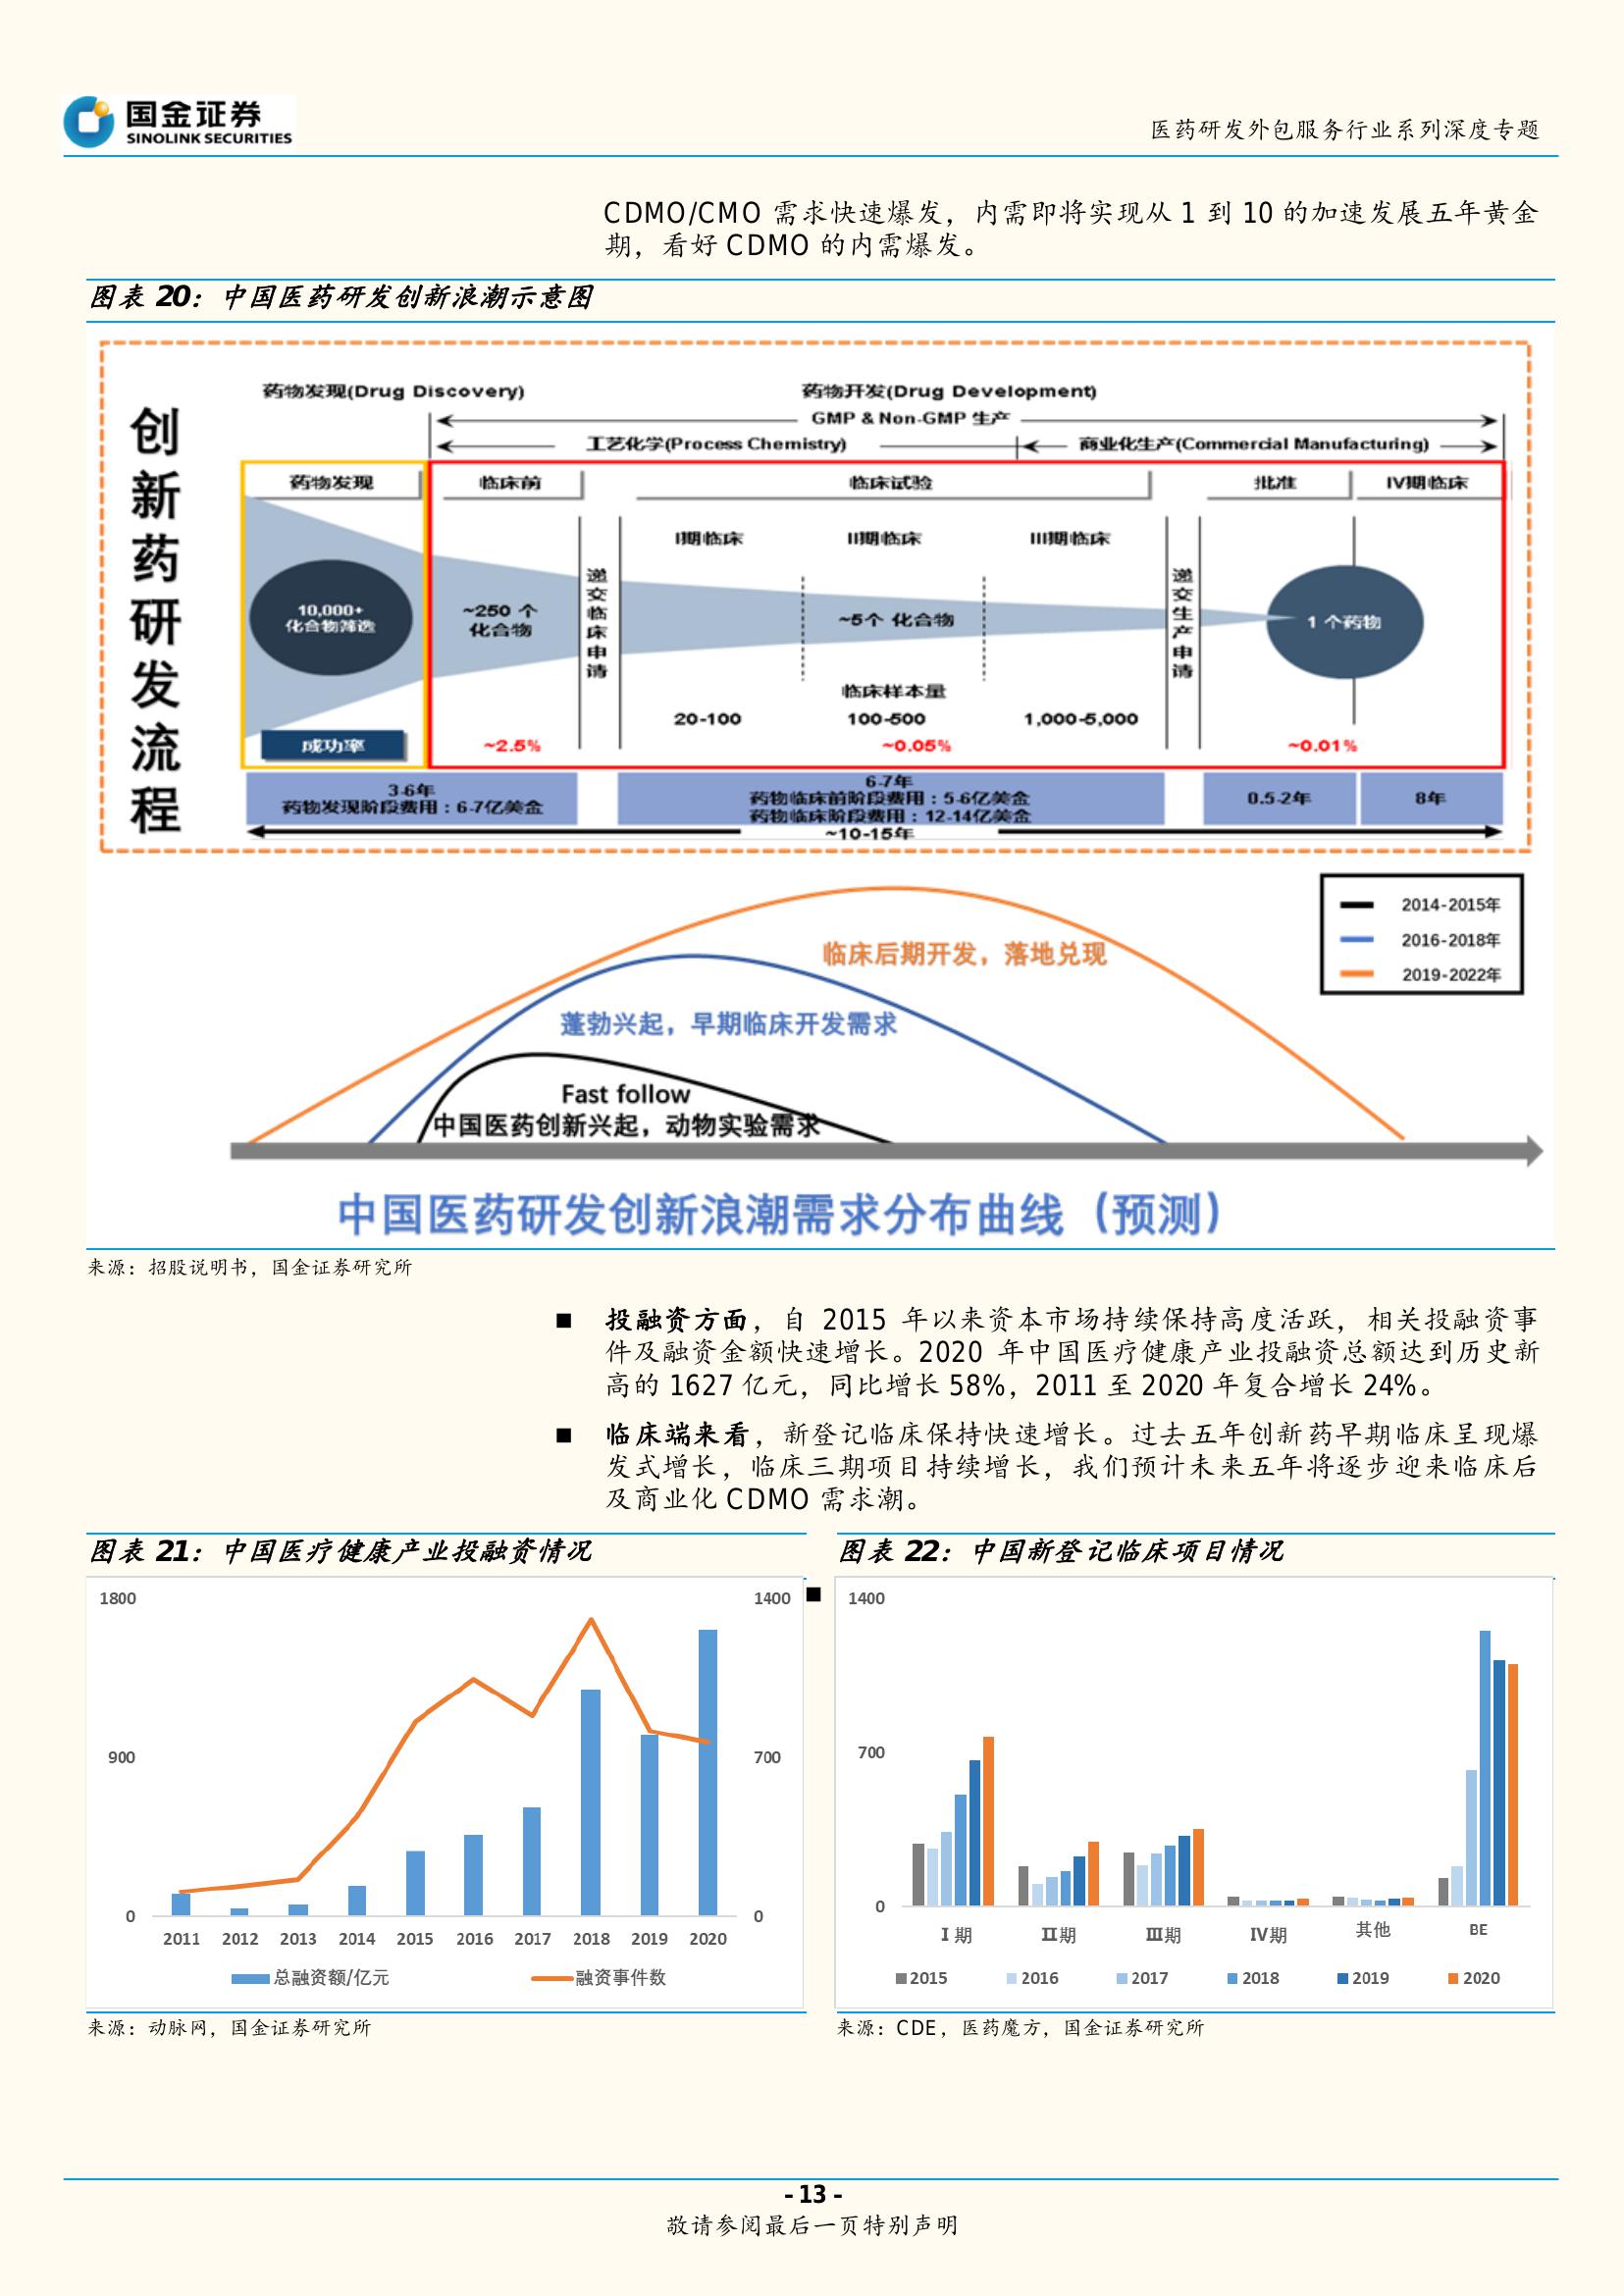 国金证券
SINOLINK SECURITIES
医药研发外包服务行业系列深度专题
CDMO/CMO 需求快速爆发，内需即将实现从 1 到 10 的加速发展五年黄金
期，看好 CDMO 的内需爆发。
图表 20：中国医药研发创新浪潮示意图
创新药研发流程
药物发现(Drug Discovery)
药物开发(Drug Development)
GMP & Non-GMP 生产
工艺化学(Process Chemistry)
商业化生产(Commercial Manufacturing)
药物发现
临床前
临床试验
批准
IV期临床
I期临床
II期临床
III期临床
递交临床申请
递交生产申请
10,000+
化合物筛选
~250 个
化合物
~5个 化合物
1 个药物
临床样本量
20-100
100-500
1,000-5,000
成功率
~2.5%
~0.05%
~0.01%
3-6年
药物发现阶段费用：6-7亿美金
6-7年
药物临床前阶段费用：5-6亿美金
药物临床阶段费用：12-14亿美金
0.5-2年
8年
~10-15年
2014-2015年
2016-2018年
2019-2022年
临床后期开发，落地兑现
蓬勃兴起，早期临床开发需求
Fast follow
中国医药创新兴起，动物实验需求
中国医药研发创新浪潮需求分布曲线（预测）
来源：招股说明书，国金证券研究所
■ 投融资方面，自 2015 年以来资本市场持续保持高度活跃，相关投融资事
件及融资金额快速增长。2020 年中国医疗健康产业投融资总额达到历史新
高的 1627 亿元，同比增长 58%，2011 至 2020 年复合增长 24%。
■ 临床端来看，新登记临床保持快速增长。过去五年创新药早期临床呈现爆
发式增长，临床三期项目持续增长，我们预计未来五年将逐步迎来临床后
及商业化 CDMO 需求潮。
图表 21：中国医疗健康产业投融资情况
1800
900
0
1400
700
0
2011 2012 2013 2014 2015 2016 2017 2018 2019 2020
总融资额/亿元 融资事件数
来源：动脉网，国金证券研究所
■
图表 22：中国新登记临床项目情况
1400
700
0
I 期 II期 III期 IV期 其他 BE
2015 2016 2017 2018 2019 2020
来源：CDE，医药魔方，国金证券研究所
- 13 -
敬请参阅最后一页特别声明